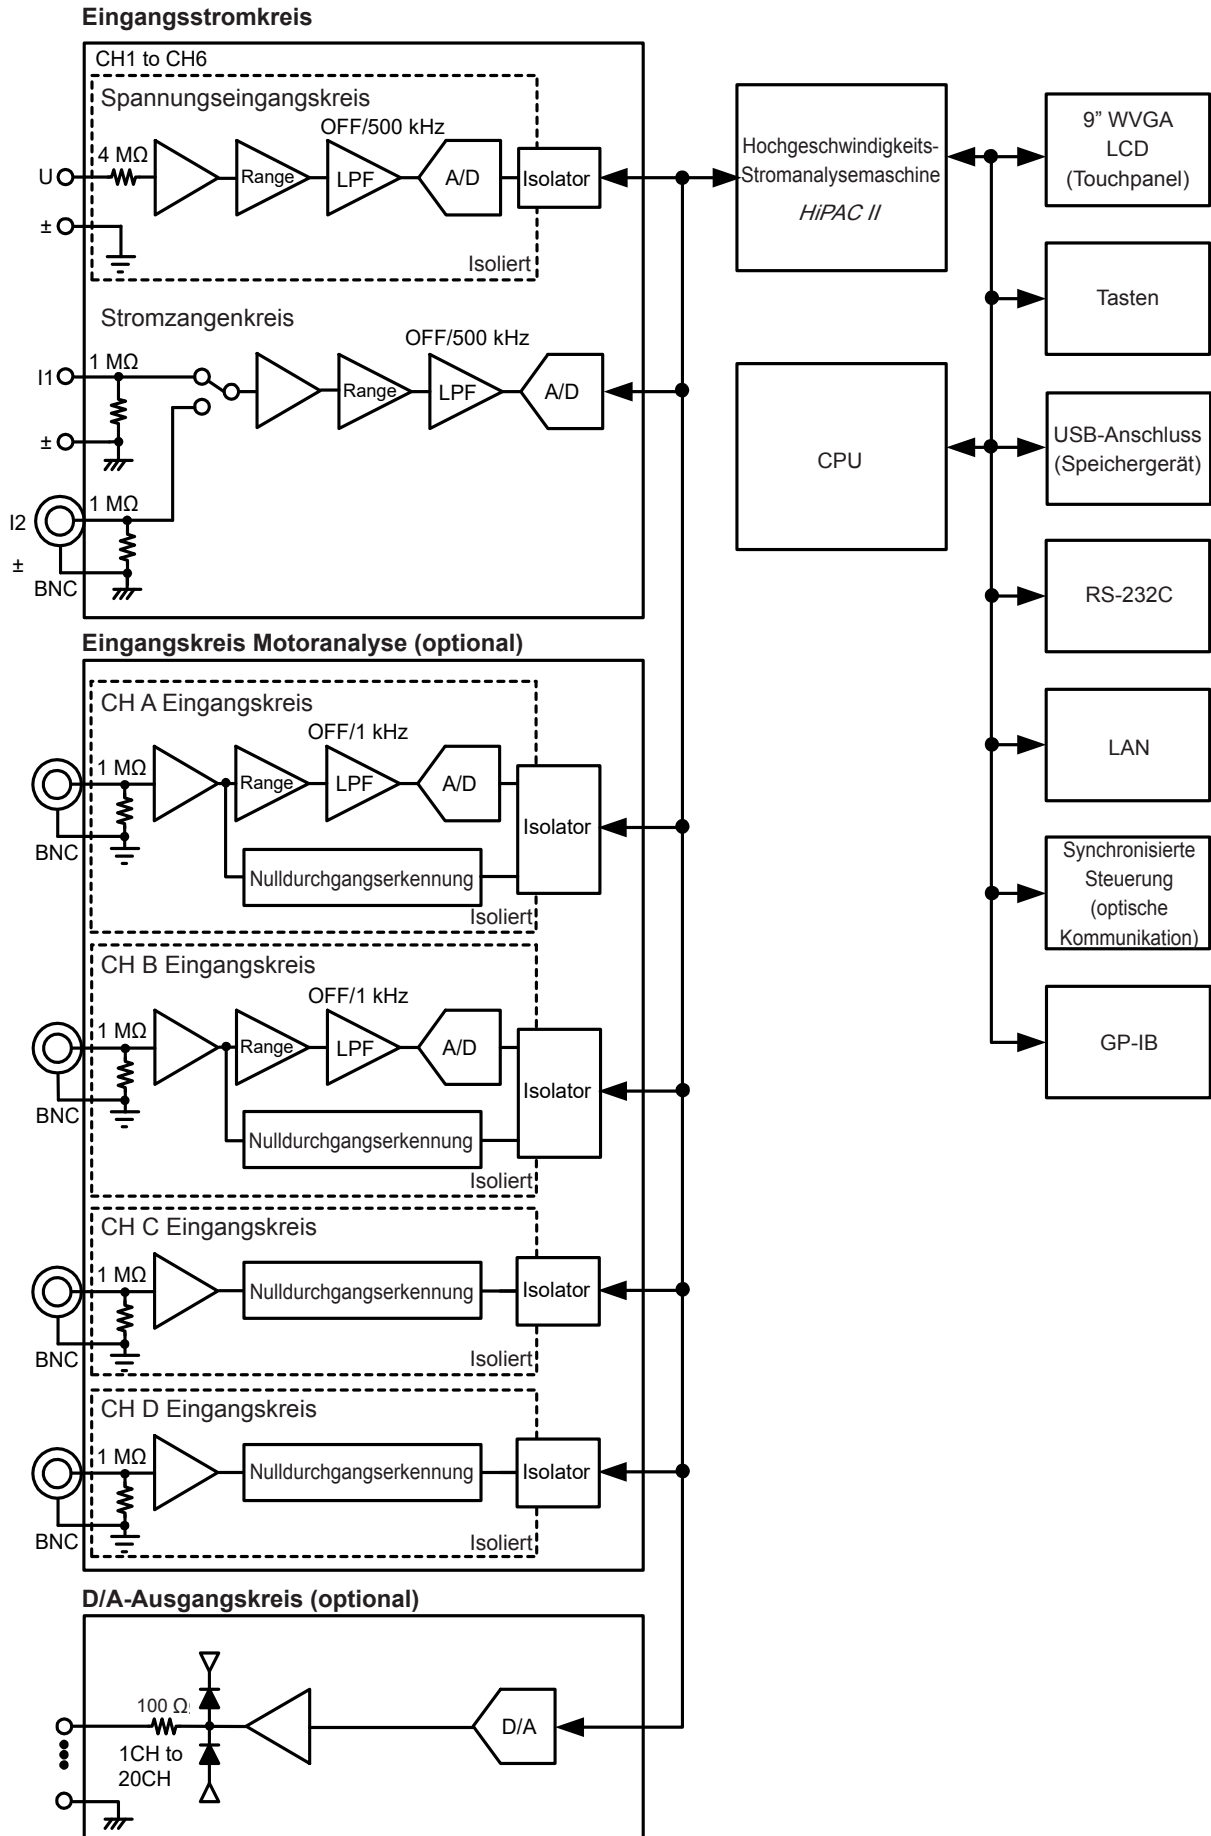 Eingangsstromkreis
CH1 to CH6
Spannungseingangskreis
OFF/500 kHz
4 MΩ
U
Range
LPF
A/D
Isolator
±
Isoliert
Stromzangenkreis
OFF/500 kHz
1 MΩ
I1
Range
LPF
A/D
±
1 MΩ
I2
±
BNC
Hochgeschwindigkeits-
Stromanalysemaschine
HiPAC II
CPU
9” WVGA
LCD
(Touchpanel)
Tasten
USB-Anschluss
(Speichergerät)
RS-232C
LAN
Synchronisierte
Steuerung
(optische
Kommunikation)
GP-IB
Eingangskreis Motoranalyse (optional)
CH A Eingangskreis
OFF/1 kHz
1 MΩ
Range
LPF
A/D
Isolator
BNC
Nulldurchgangserkennung
Isoliert
CH B Eingangskreis
OFF/1 kHz
1 MΩ
Range
LPF
A/D
Isolator
BNC
Nulldurchgangserkennung
Isoliert
CH C Eingangskreis
1 MΩ
Nulldurchgangserkennung
Isolator
BNC
Isoliert
CH D Eingangskreis
1 MΩ
Nulldurchgangserkennung
Isolator
BNC
Isoliert
D/A-Ausgangskreis (optional)
100 Ω
D/A
1CH to
20CH